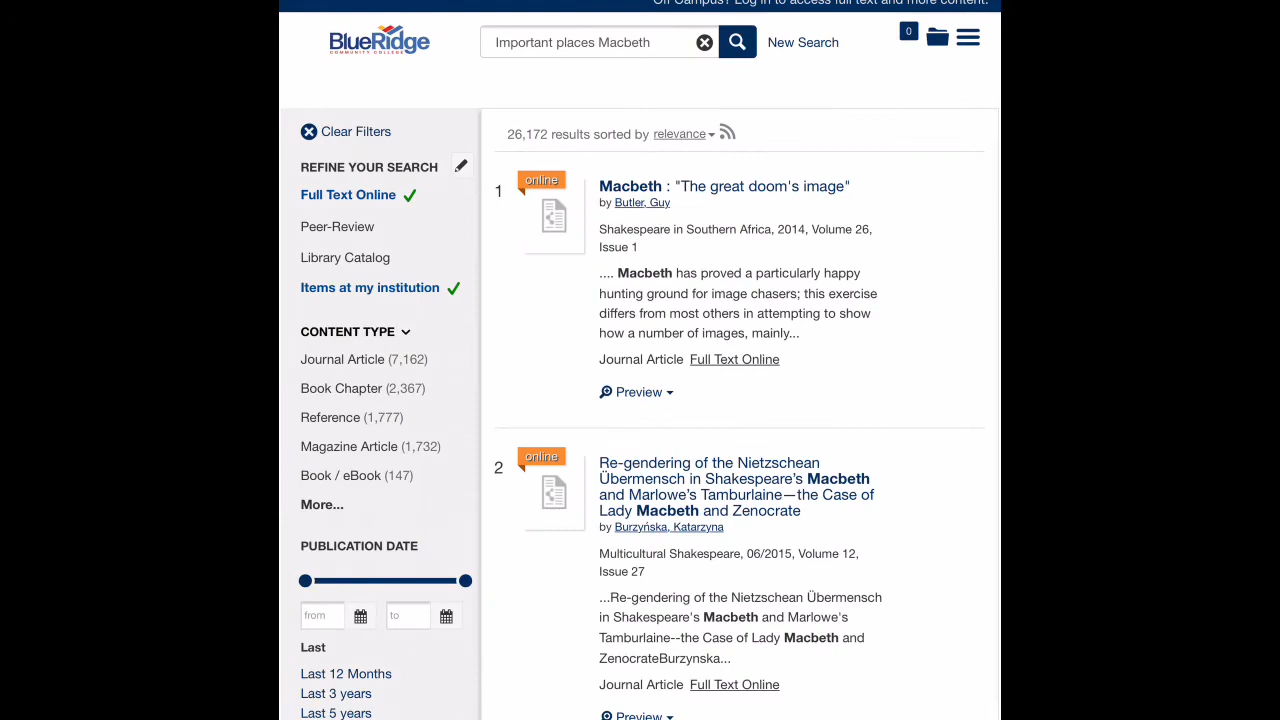 Off Campus? Log in to access full text and more content.
BlueRidge
COMMUNITY COLLEGE
Important places Macbeth
New Search
0
Clear Filters
REFINE YOUR SEARCH
Full Text Online
Peer-Review
Library Catalog
Items at my institution
CONTENT TYPE
Journal Article (7,162)
Book Chapter (2,367)
Reference (1,777)
Magazine Article (1,732)
Book / eBook (147)
More...
PUBLICATION DATE
from
to
Last
Last 12 Months
Last 3 years
Last 5 years
26,172 results sorted by relevance
1
online
Macbeth : "The great doom's image"
by Butler, Guy
Shakespeare in Southern Africa, 2014, Volume 26,
Issue 1
.... Macbeth has proved a particularly happy
hunting ground for image chasers; this exercise
differs from most others in attempting to show
how a number of images, mainly...
Journal Article Full Text Online
Preview
2
online
Re-gendering of the Nietzschean
Übermensch in Shakespeare's Macbeth
and Marlowe's Tamburlaine—the Case of
Lady Macbeth and Zenocrate
by Burzyńska, Katarzyna
Multicultural Shakespeare, 06/2015, Volume 12,
Issue 27
...Re-gendering of the Nietzschean Übermensch
in Shakespeare's Macbeth and Marlowe's
Tamburlaine--the Case of Lady Macbeth and
ZenocrateBurzynska...
Journal Article Full Text Online
Preview